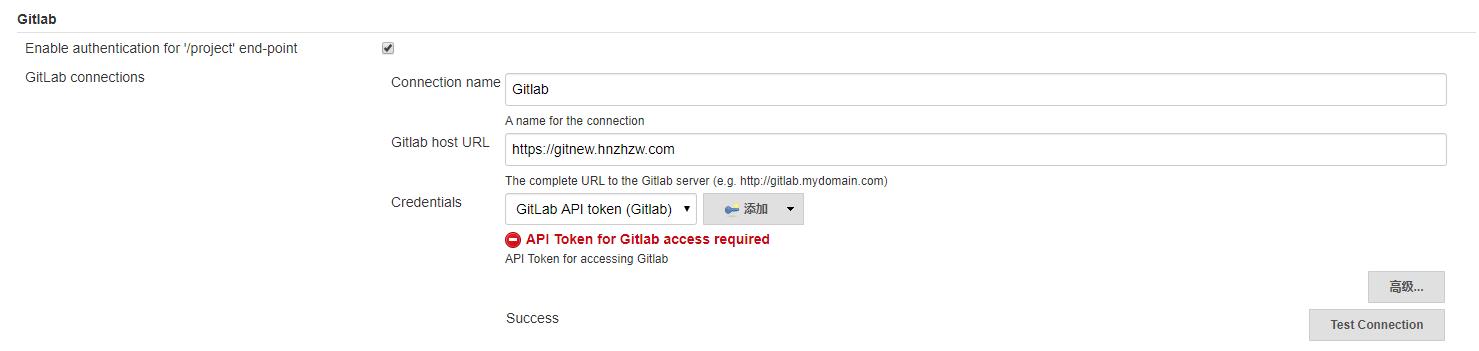 Gitlab
Enable authentication for '/project' end-point
GitLab connections
Connection name
Gitlab
A name for the connection
Gitlab host URL
https://gitnew.hnzhzw.com
The complete URL to the Gitlab server (e.g. http://gitlab.mydomain.com)
Credentials
GitLab API token (Gitlab)
添加
API Token for Gitlab access required
API Token for accessing Gitlab
高级...
Success
Test Connection